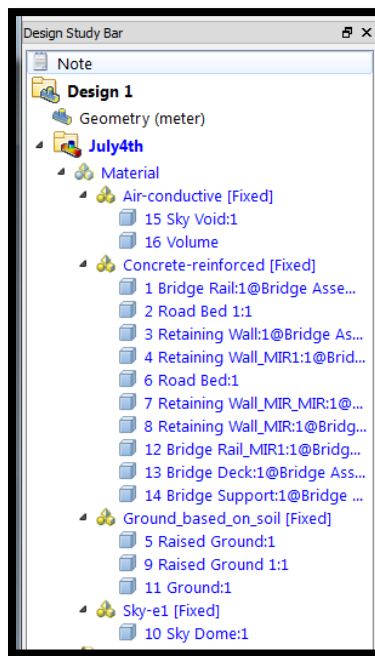 Design Study Bar
Note
Design 1
Geometry (meter)
July4th
Material
Air-conductive [Fixed]
15 Sky Void:1
16 Volume
Concrete-reinforced [Fixed]
1 Bridge Rail:1@Bridge Asse...
2 Road Bed 1:1
3 Retaining Wall:1@Bridge As...
4 Retaining Wall_MIR1:1@Brid...
6 Road Bed:1
7 Retaining Wall_MIR_MIR:1@...
8 Retaining Wall_MIR:1@Bridg...
12 Bridge Rail_MIR1:1@Bridg...
13 Bridge Deck:1@Bridge Ass...
14 Bridge Support:1@Bridge ...
Ground_based_on_soil [Fixed]
5 Raised Ground:1
9 Raised Ground 1:1
11 Ground:1
Sky-e1 [Fixed]
10 Sky Dome:1